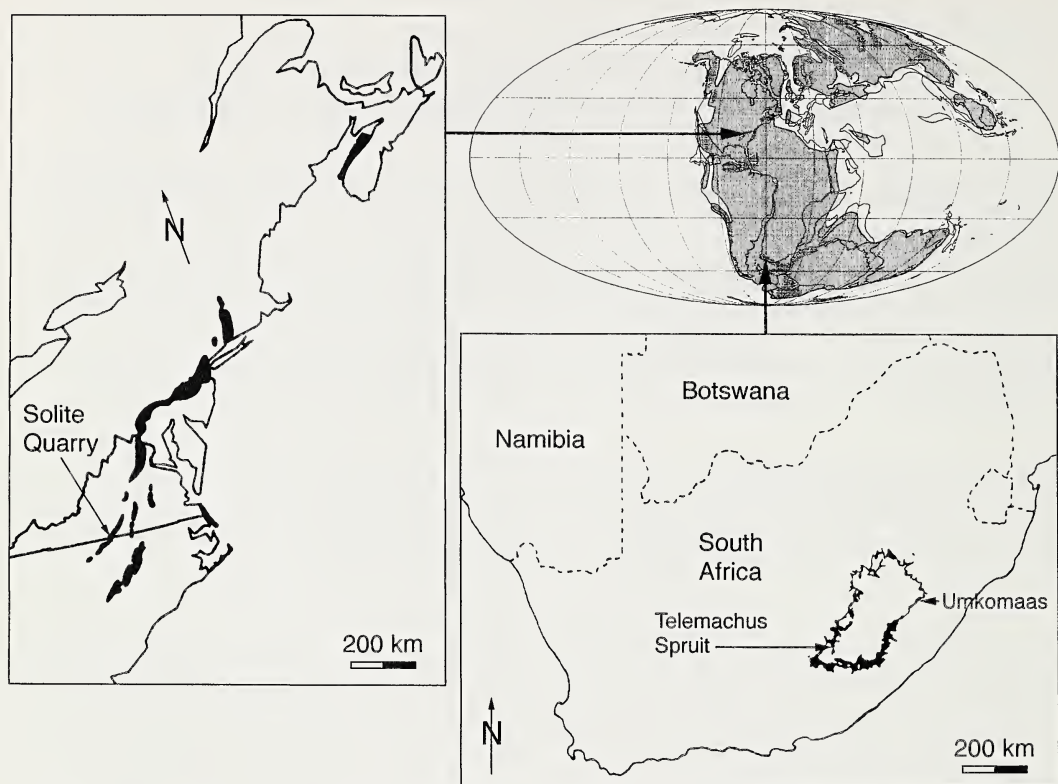 N
Solite
Quarry
200 km
Namibia
Botswana
South
Africa
Umkomaas
Telemachus
Spruit
N
200 km